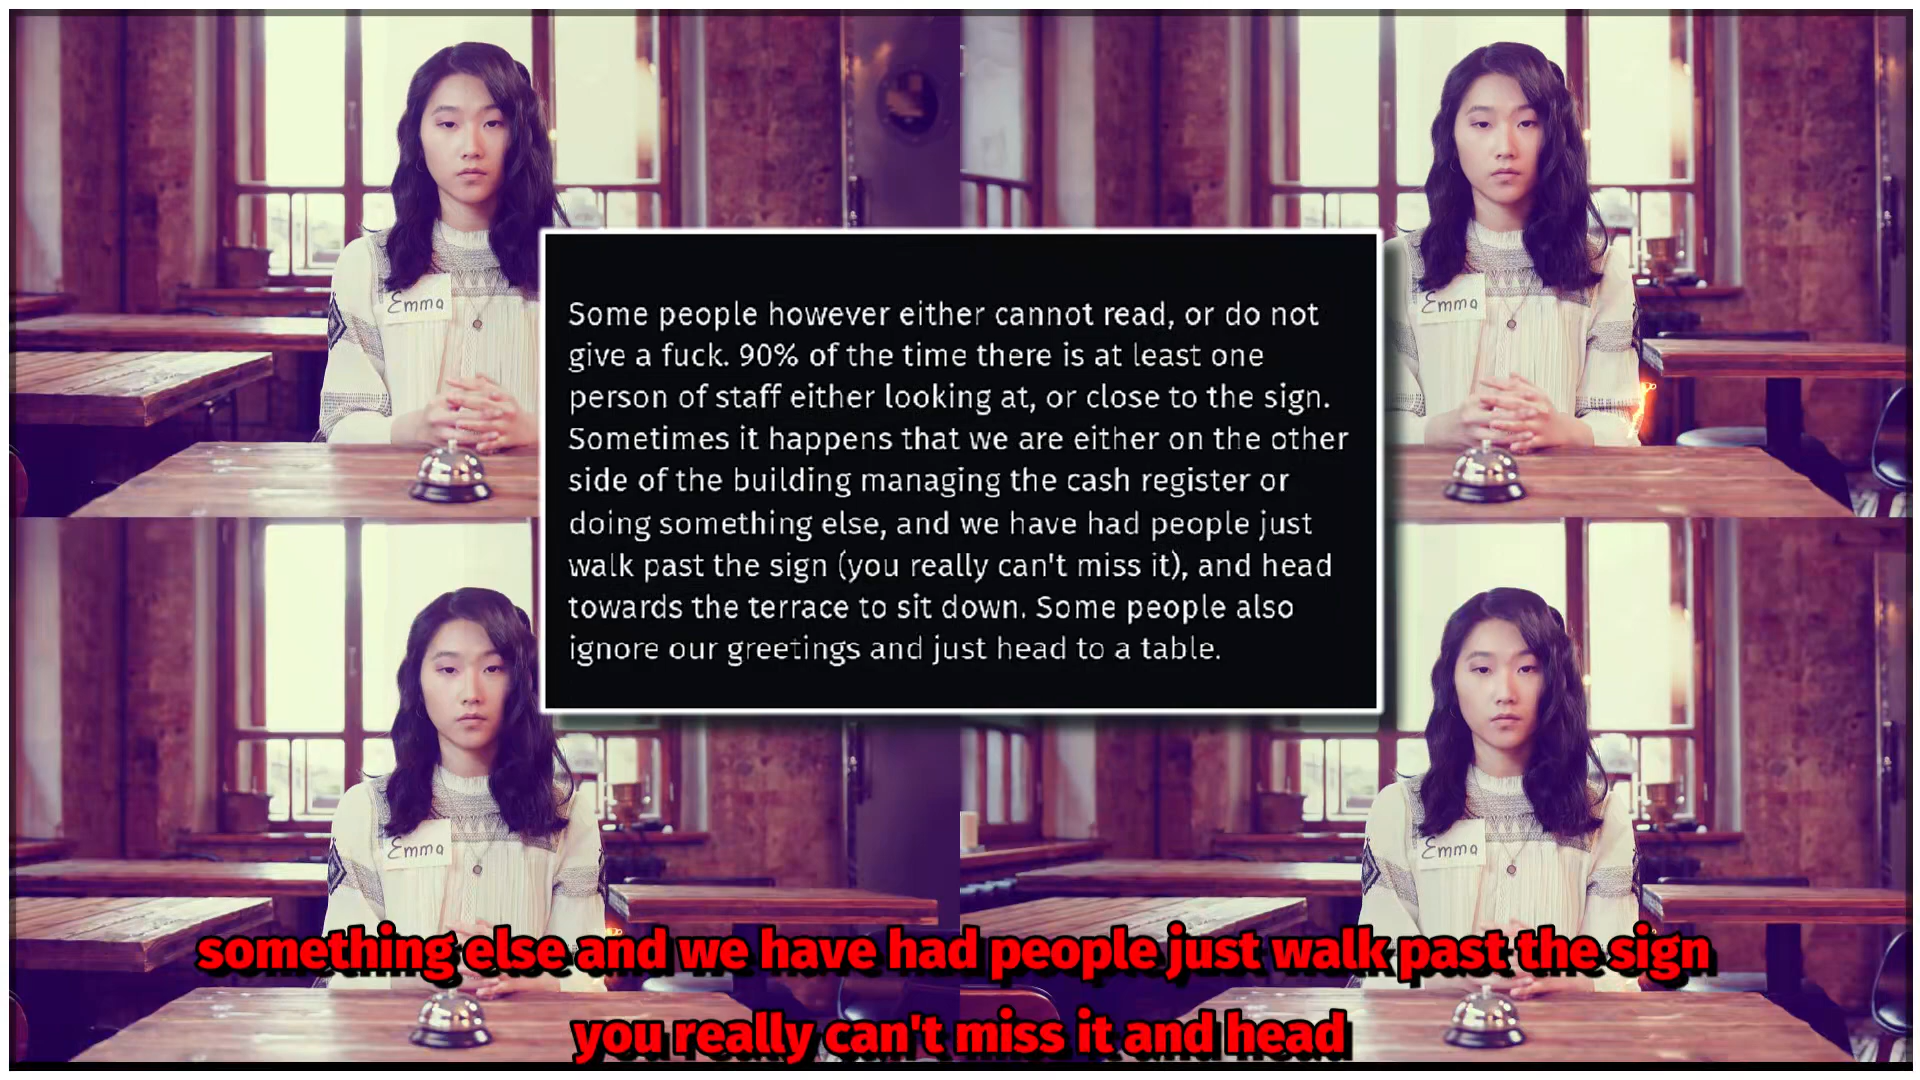 Emma
Emma
Some people however either cannot read, or do not
give a fuck. 90% of the time there is at least one
person of staff either looking at, or close to the sign.
Sometimes it happens that we are either on the other
side of the building managing the cash register or
doing something else, and we have had people just
walk past the sign (you really can't miss it), and head
towards the terrace to sit down. Some people also
ignore our greetings and just head to a table.
Emma
Emma
something else and we have had people just walk past the sign
you really can't miss it and head